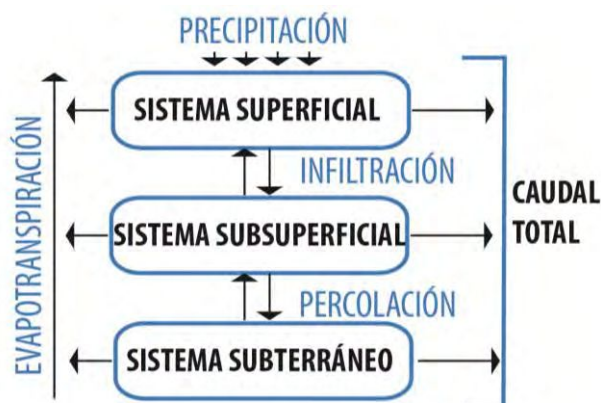 PRECIPITACIÓN
SISTEMA SUPERFICIAL
INFILTRACIÓN
SISTEMA SUBSUPERFICIAL
PERCOLACIÓN
SISTEMA SUBTERRÁNEO
EVAPOTRANSPIRACIÓN
CAUDAL
TOTAL